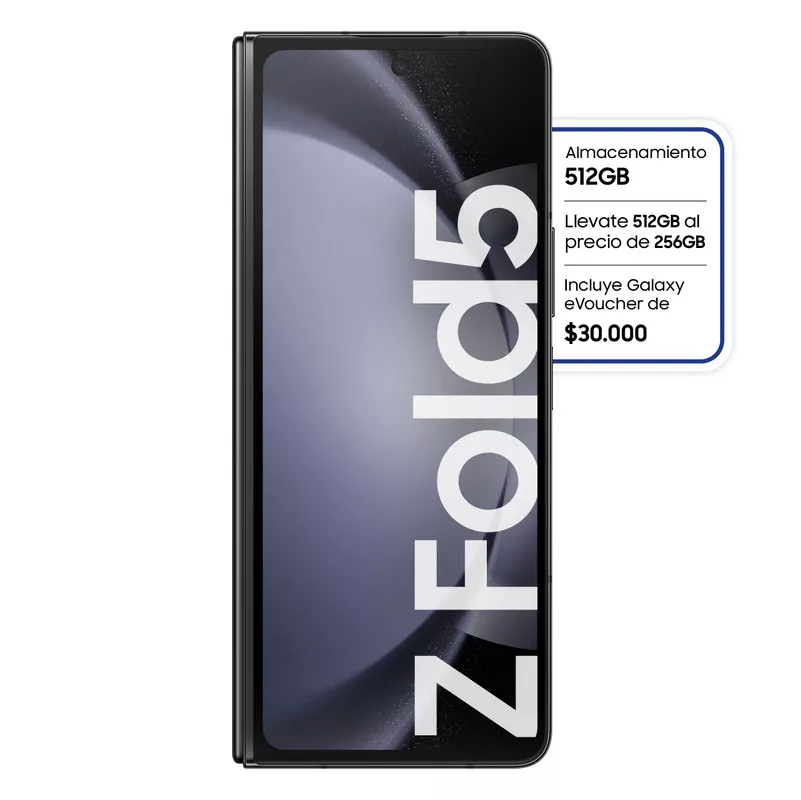 Z Fold5
Almacenamiento
512GB
Llevate 512GB al
precio de 256GB
Incluye Galaxy
eVoucher de
$30.000